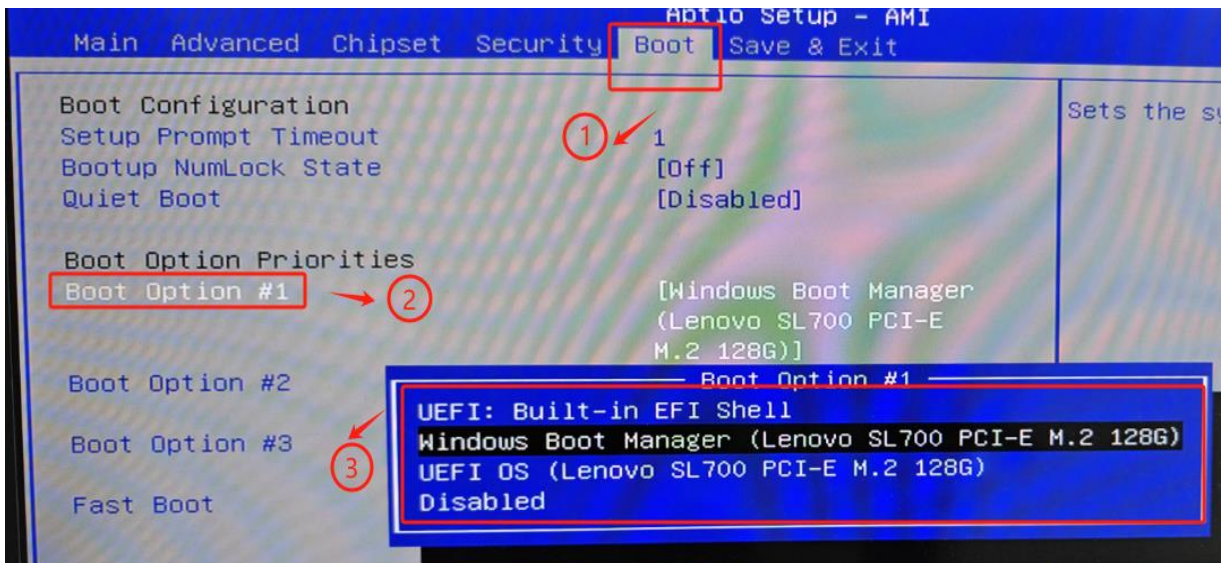 Aptio Setup - AMI
Main Advanced Chipset Security Boot Save & Exit
Boot Configuration
Setup Prompt Timeout 1
Bootup NumLock State [Off]
Quiet Boot [Disabled]
Sets the
①
Boot Option Priorities
Boot Option #1 ② [Windows Boot Manager
(Lenovo SL700 PCI-E
M.2 128G)]
Boot Option #2
Boot Option #3
Fast Boot
③
Boot Option #1
UEFI: Built-in EFI Shell
Windows Boot Manager (Lenovo SL700 PCI-E M.2 128G)
UEFI OS (Lenovo SL700 PCI-E M.2 128G)
Disabled